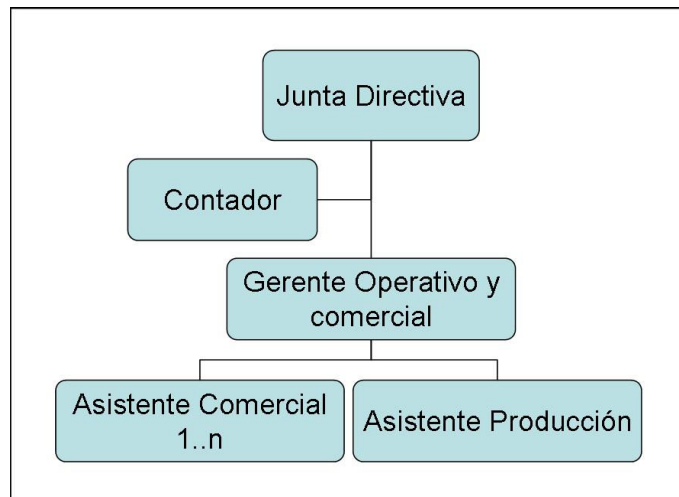 Junta Directiva
Contador
Gerente Operativo y
comercial
Asistente Comercial
1..n
Asistente Producción